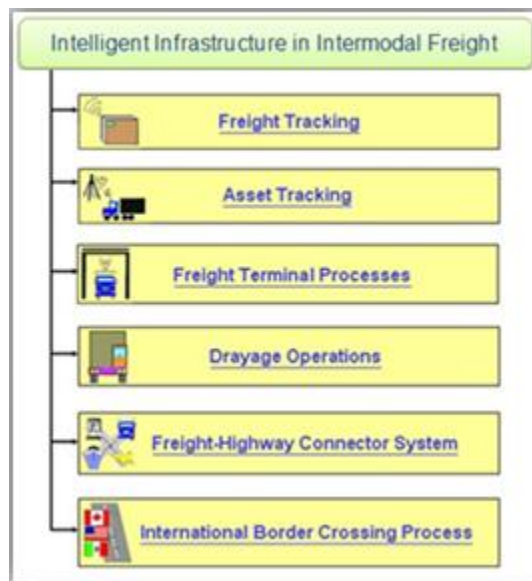 Intelligent Infrastructure in Intermodal Freight
Freight Tracking
Asset Tracking
Freight Terminal Processes
Drayage Operations
Freight-Highway Connector System
International Border Crossing Process